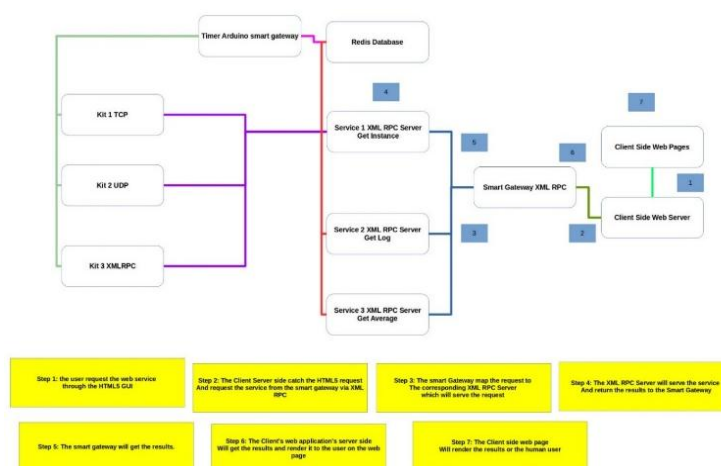 Timer Arduino smart gateway
Redis Database
4
7
Kit 1 TCP
Service 1 XML RPC Server
Get Instance
5
6
Client Side Web Pages
Kit 2 UDP
Smart Gateway XML RPC
1
Client Side Web Server
Service 2 XML RPC Server
Get Log
3
2
Kit 3 XMLRPC
Service 3 XML RPC Server
Get Average
Step 1: the user request the web service
through the HTML5 GUI
Step 2: The Client Server side catch the HTML5 request
And request the service from the smart gateway via XML
RPC
Step 3: The smart Gateway map the request to
The corresponding XML RPC Server
which will serve the request
Step 4: The XML RPC Server will serve the service
And return the results to the Smart Gateway
Step 5: The smart gateway will get the results.
Step 6: The Client's web application's server side
Will get the results and render it to the user on the web
page
Step 7: The Client side web page
Will render the results or the human user